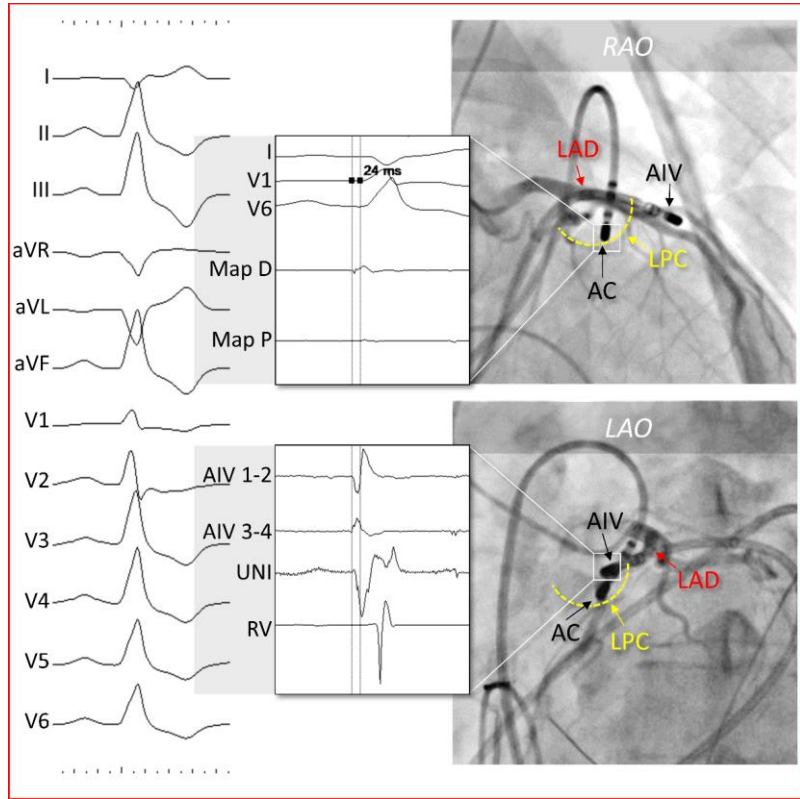 I
II
III
aVR
aVL
aVF
V1
V2
V3
V4
V5
V6
I
24 ms
V1
V6
Map D
Map P
AIV 1-2
AIV 3-4
UNI
RV
RAO
LAD
AIV
LPC
AC
LAO
AIV
LAD
AC
LPC